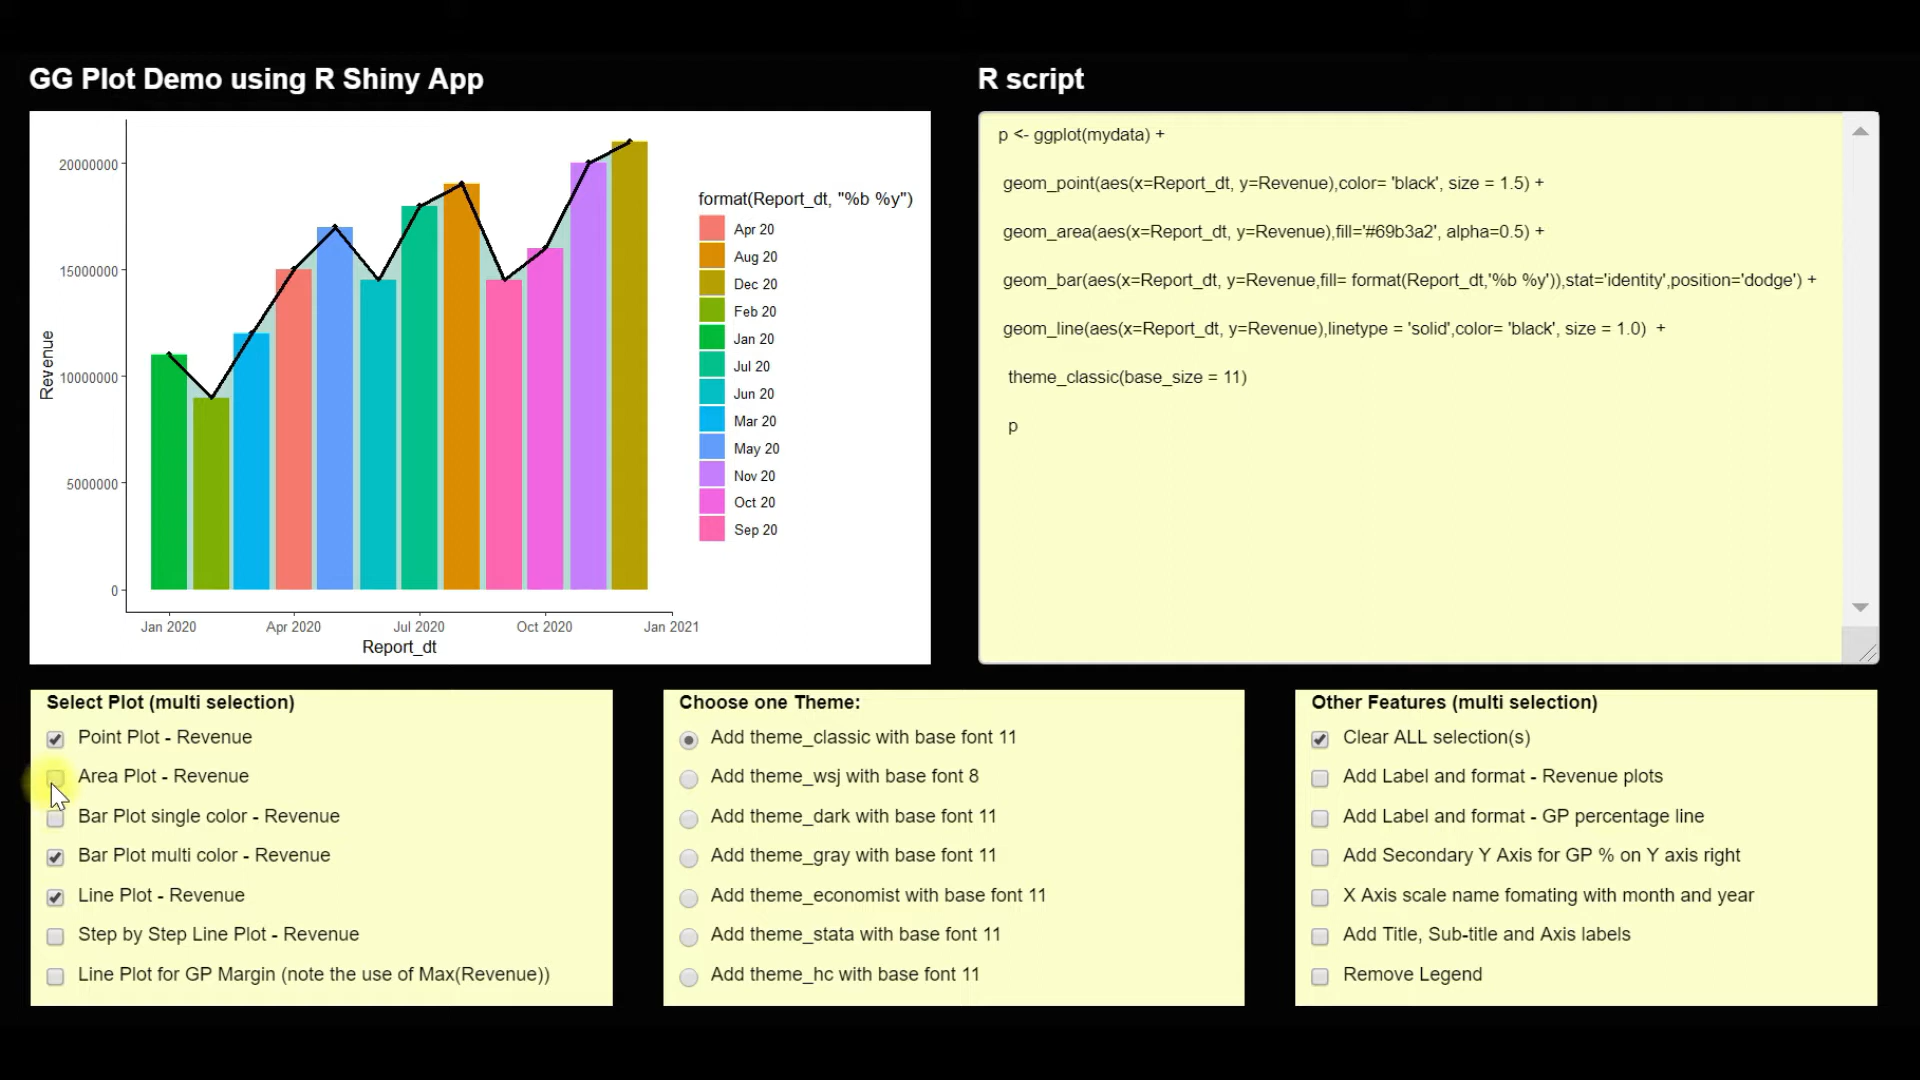 GG Plot Demo using R Shiny App
R script
20000000
15000000
10000000
5000000
0
Revenue
Jan 2020
Apr 2020
Jul 2020
Oct 2020
Jan 2021
Report_dt
format(Report_dt, "%b %y")
Apr 20
Aug 20
Dec 20
Feb 20
Jan 20
Jul 20
Jun 20
Mar 20
May 20
Nov 20
Oct 20
Sep 20
p <- ggplot(mydata) +
geom_point(aes(x=Report_dt, y=Revenue),color= 'black', size = 1.5) +
geom_area(aes(x=Report_dt, y=Revenue),fill='#69b3a2', alpha=0.5) +
geom_bar(aes(x=Report_dt, y=Revenue,fill= format(Report_dt,'%b %y')),stat='identity',position='dodge') +
geom_line(aes(x=Report_dt, y=Revenue),linetype = 'solid',color= 'black', size = 1.0)  +
theme_classic(base_size = 11)
p
Select Plot (multi selection)
Point Plot - Revenue
Area Plot - Revenue
Bar Plot single color - Revenue
Bar Plot multi color - Revenue
Line Plot - Revenue
Step by Step Line Plot - Revenue
Line Plot for GP Margin (note the use of Max(Revenue))
Choose one Theme:
Add theme_classic with base font 11
Add theme_wsj with base font 8
Add theme_dark with base font 11
Add theme_gray with base font 11
Add theme_economist with base font 11
Add theme_stata with base font 11
Add theme_hc with base font 11
Other Features (multi selection)
Clear ALL selection(s)
Add Label and format - Revenue plots
Add Label and format - GP percentage line
Add Secondary Y Axis for GP % on Y axis right
X Axis scale name fomating with month and year
Add Title, Sub-title and Axis labels
Remove Legend